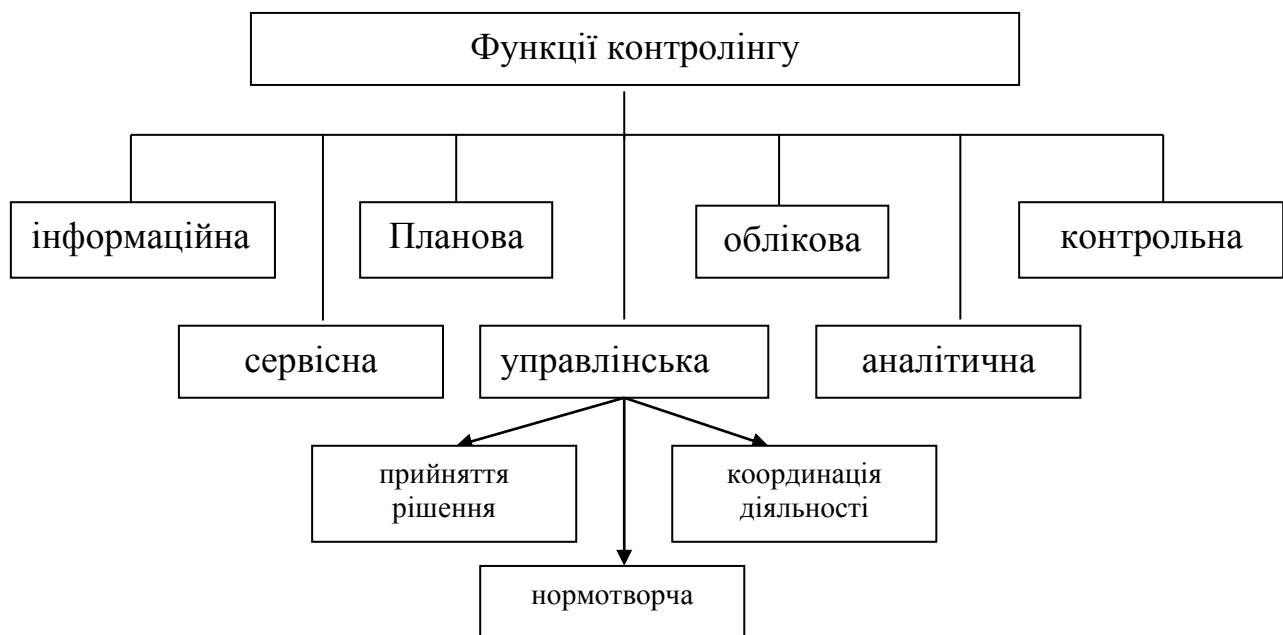 Функції контролінгу
інформаційна
Планова
облікова
контрольна
сервісна
управлінська
аналітична
прийняття
рішення
координація
діяльності
нормотворча